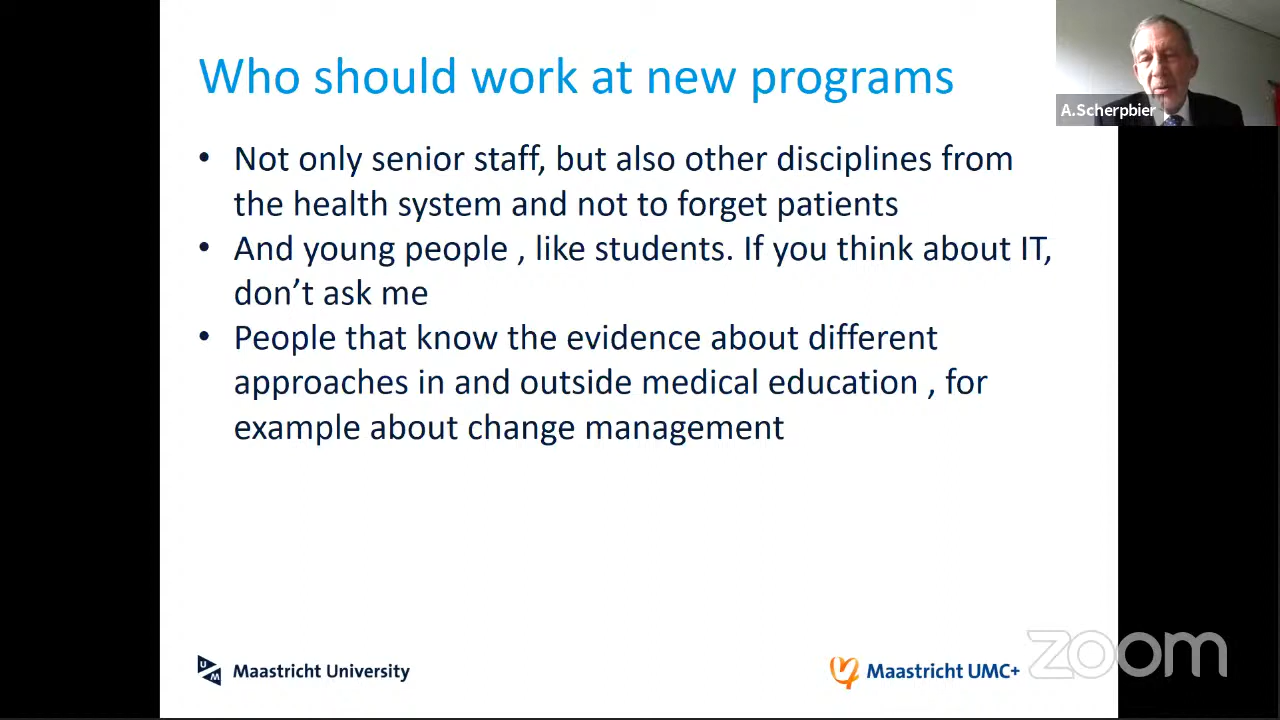 Who should work at new programs
A.Scherpbier
• Not only senior staff, but also other disciplines from
the health system and not to forget patients
• And young people , like students. If you think about IT,
don’t ask me
• People that know the evidence about different
approaches in and outside medical education , for
example about change management
UM Maastricht University
Maastricht UMC+
zoom